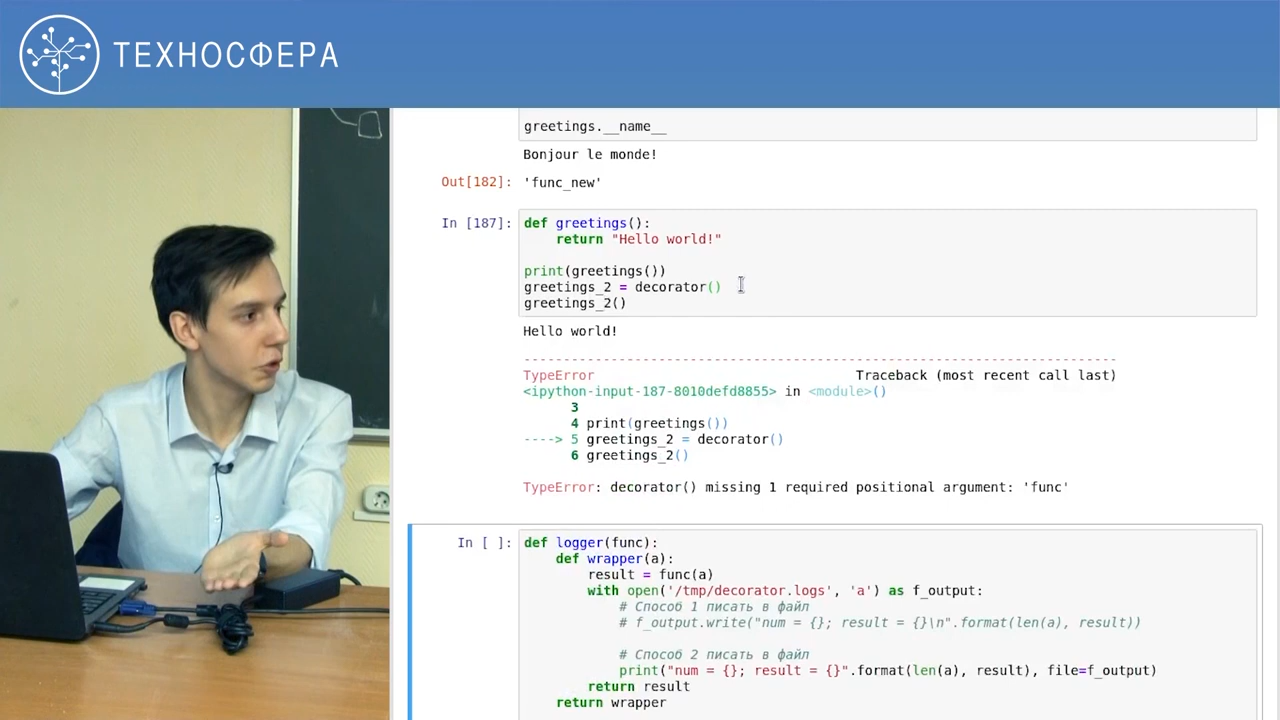 ТЕХНОСФЕРА
greetings.__name__
Bonjour le monde!
Out[182]: 'func_new'
In [187]: def greetings():
    return "Hello world!"
print(greetings())
greetings_2 = decorator()
greetings_2()
Hello world!
---------------------------------------------------------------------------
TypeError                                 Traceback (most recent call last)
<ipython-input-187-8010defd8855> in <module>()
      3
      4 print(greetings())
----> 5 greetings_2 = decorator()
      6 greetings_2()
TypeError: decorator() missing 1 required positional argument: 'func'
In [ ]: def logger(func):
    def wrapper(a):
        result = func(a)
        with open('/tmp/decorator.logs', 'a') as f_output:
            # Способ 1 писать в файл
            # f_output.write("num = {}; result = {}\n".format(len(a), result))
            # Способ 2 писать в файл
            print("num = {}; result = {}".format(len(a), result), file=f_output)
        return result
    return wrapper